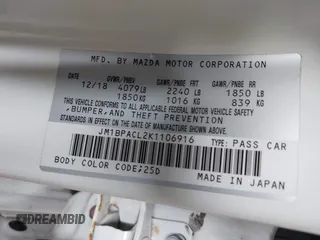 MFD. BY MAZDA MOTOR CORPORATION
12/18 GVWR/PNBV 4079LB 1850KG GAWR/PNBE FR 2240 LB 1016 KG GAWR/PNBE RR 1850 LB 839 KG
THIS VEHICLE CONFORMS TO ALL APPLICABLE FEDERAL MOTOR VEHICLE SAFETY
, BUMPER, AND THEFT PREVENTION STANDARDS
IN EFFECT ON THE DATE OF MANUFACTURE SHOWN ABOVE.
JM1BPACL2K1106916 TYPE: PASS CAR
BODY COLOR CODE;25D MADE IN JAPAN
DREAMBID